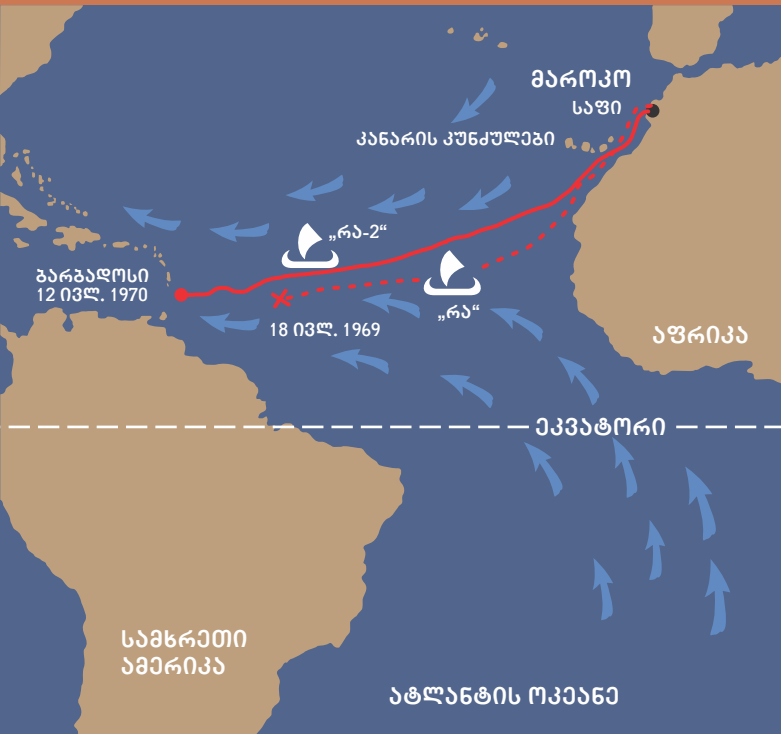 მაროკო
საფი
კანარის კუნძულები
„რა-2“
ბარბადოსი
12 ივლ. 1970
„რა“
18 ივლ. 1969
აფრიკა
ეკვატორი
სამხრეთი
ამერიკა
ატლანტის ოკეანე